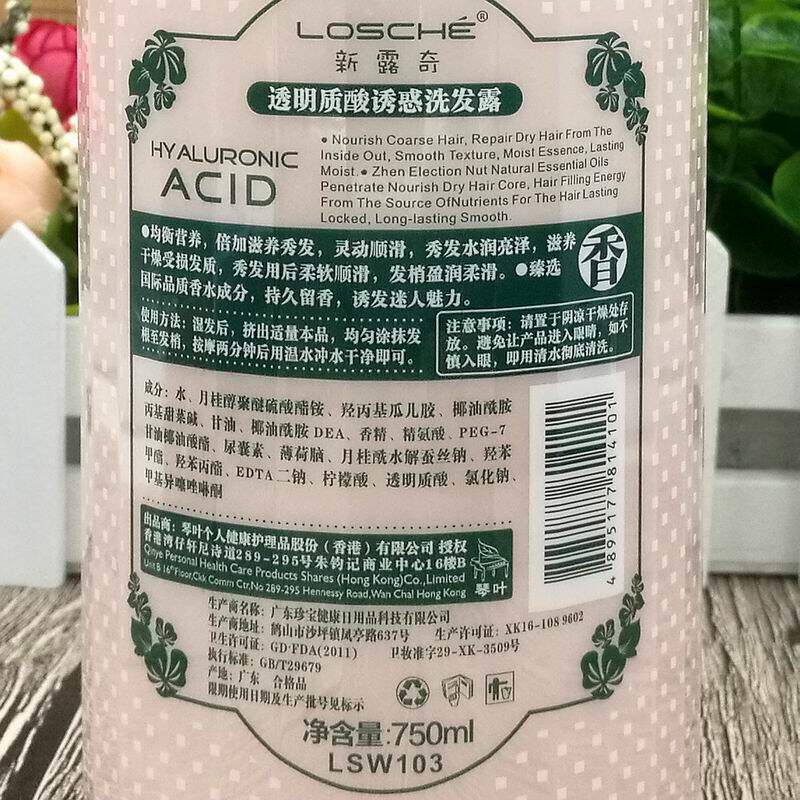 LOSCHÉ®
新露奇
透明质酸诱惑洗发露
HYALURONIC
ACID
● Nourish Coarse Hair, Repair Dry Hair From The
Inside Out, Smooth Texture, Moist Essence, Lasting
Moist.● Zhen Election Nut Natural Essential Oils
Penetrate Nourish Dry Hair Core, Hair Filling Energy
From The Source OfNutrients For The Hair Lasting
Locked, Long-lasting Smooth.
●均衡营养，倍加滋养秀发，灵动顺滑，秀发水润亮泽，滋养
干燥受损发质，秀发用后柔软顺滑，发梢盈润柔滑。●臻选
国际品质香水成分，持久留香，诱发迷人魅力。
香
使用方法：湿发后，挤出适量本品，均匀涂抹发
根至发梢，按摩两分钟后用温水冲水干净即可。
注意事项：请置于阴凉干燥处存
放。避免让产品进入眼睛，如不
慎入眼，即用清水彻底清洗。
成分：水、月桂醇聚醚硫酸酯铵、羟丙基瓜儿胶、椰油酰胺
丙基甜菜碱、甘油、椰油酰胺DEA、香精、精氨酸、PEG-7
甘油椰油酸酯、尿囊素、薄荷脑、月桂酰水解蚕丝钠、羟苯
甲酯、羟苯丙酯、EDTA二钠、柠檬酸、透明质酸、氯化钠、
甲基异噻唑啉酮
4 895177 814101
出品商：琴叶个人健康护理品股份（香港）有限公司 授权
香港湾仔轩尼诗道289-295号朱钧记商业中心16楼B
Qinye Personal Health Care Products Shares (Hong Kong)Co.,Limited
Unit B 16th Floor,Ckk Comm Ctr,No 289-295 Hennessy Road,Wan Chai Hong Kong
琴叶
生产商名称：广东珍宝健康日用品科技有限公司
生产商地址：鹤山市沙坪镇凤亭路637号 生产许可证：XK16-108 9602
卫生许可证：GD·FDA(2011) 卫妆准字29-XK-3509号
执行标准：GB/T29679
产地：广东 合格品
限期使用日期及生产批号见标示
净含量:750ml
LSW103